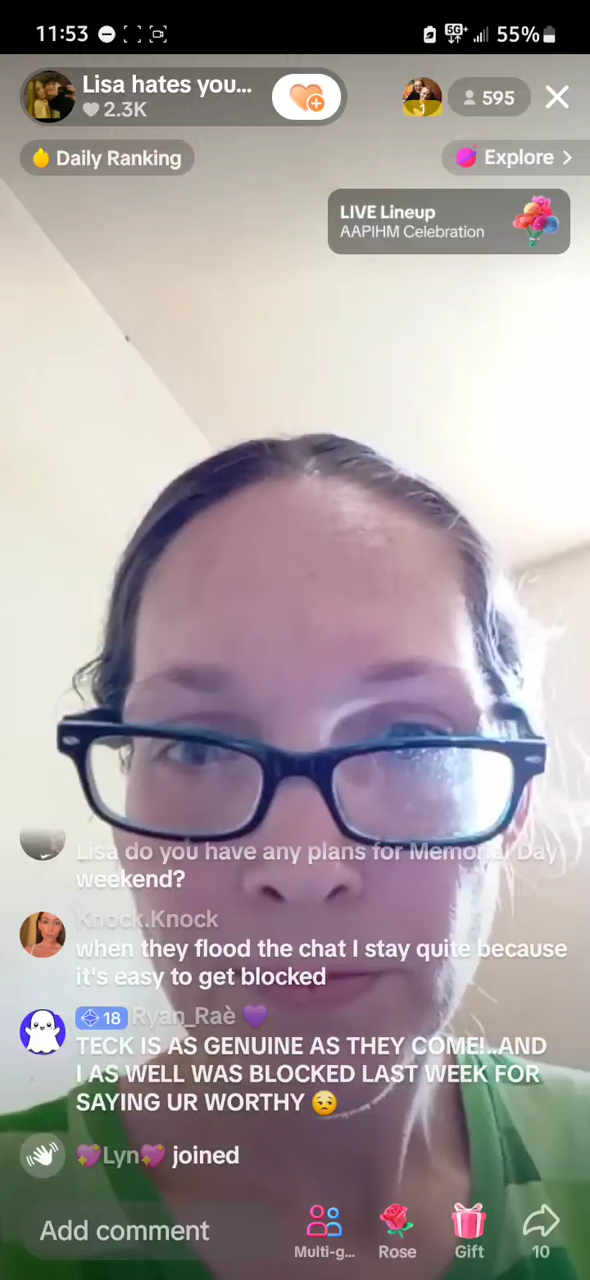 11:53
5G+
55%
Lisa hates you...
2.3K
1
595
Daily Ranking
Explore >
LIVE Lineup
AAPIHM Celebration
Lisa do you have any plans for Memorial Day
weekend?
Knock.Knock
when they flood the chat I stay quite because
it's easy to get blocked
18 Ryan_Raè 💜
TECK IS AS GENUINE AS THEY COME!..AND
I AS WELL WAS BLOCKED LAST WEEK FOR
SAYING UR WORTHY 😒
💖Lyn💖 joined
Add comment
Multi-g...
Rose
Gift
10